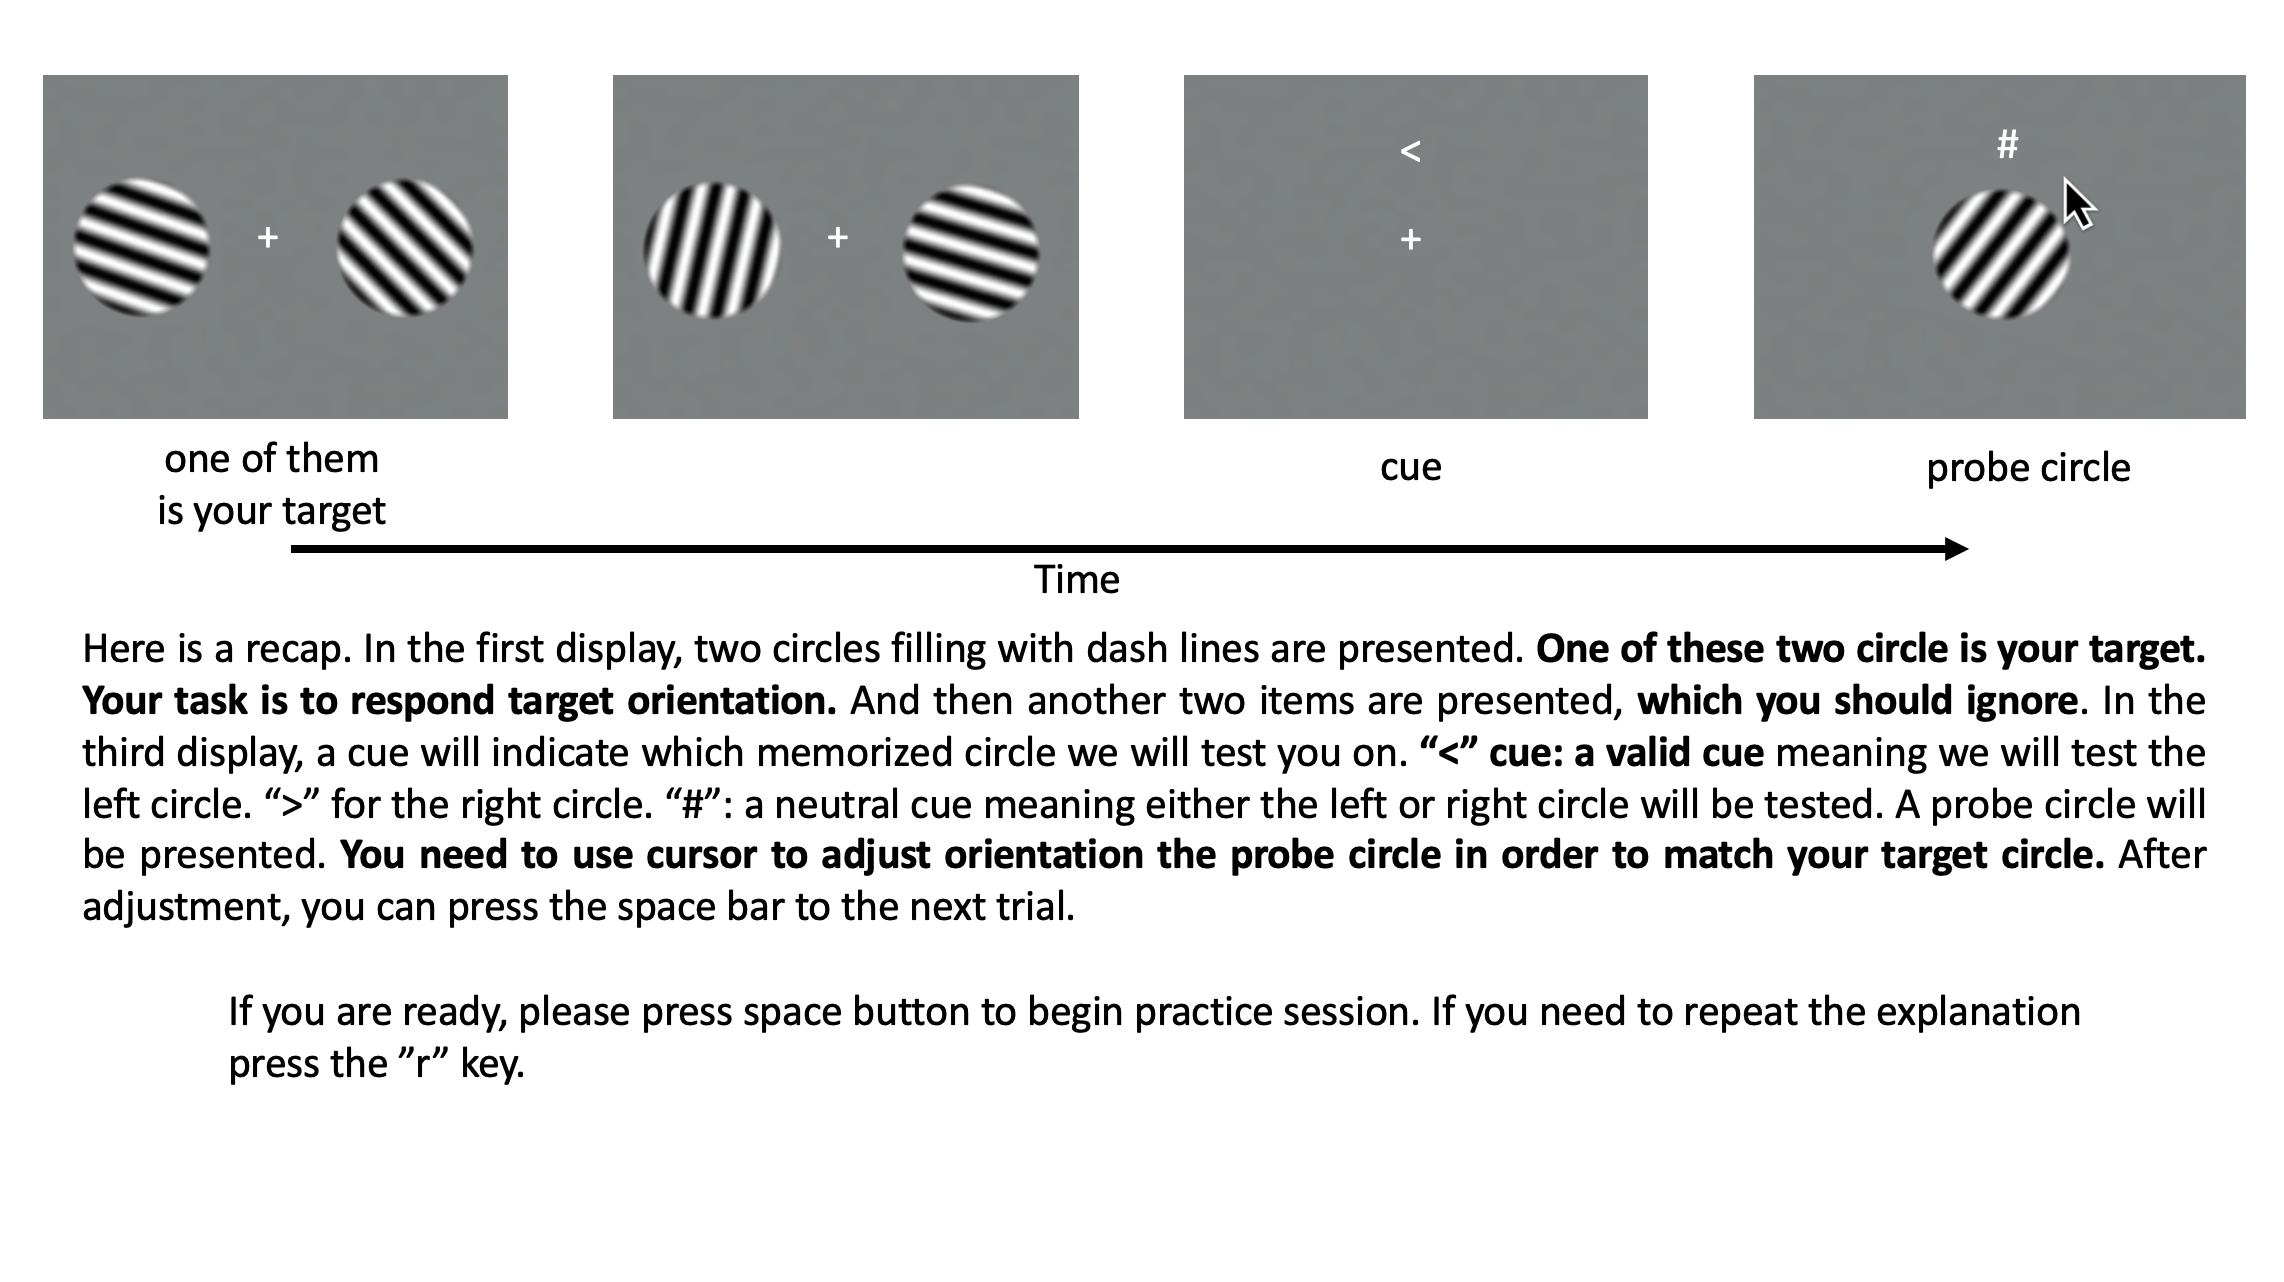 +
+
<
+
#
one of them
is your target
cue
probe circle
Time
Here is a recap. In the first display, two circles filling with dash lines are presented. One of these two circle is your target.
Your task is to respond target orientation. And then another two items are presented, which you should ignore. In the
third display, a cue will indicate which memorized circle we will test you on. “<” cue: a valid cue meaning we will test the
left circle. “>” for the right circle. “#”: a neutral cue meaning either the left or right circle will be tested. A probe circle will
be presented. You need to use cursor to adjust orientation the probe circle in order to match your target circle. After
adjustment, you can press the space bar to the next trial.
If you are ready, please press space button to begin practice session. If you need to repeat the explanation
press the ”r” key.